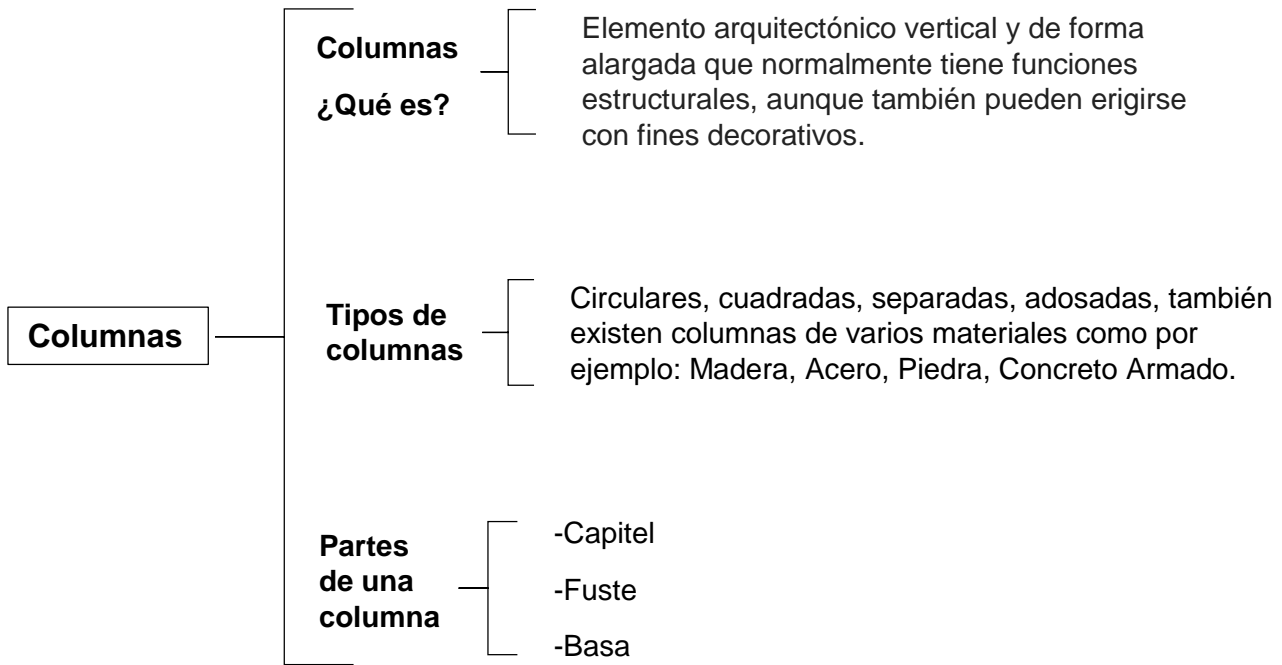 Columnas
Columnas
¿Qué es?
Elemento arquitectónico vertical y de forma
alargada que normalmente tiene funciones
estructurales, aunque también pueden erigirse
con fines decorativos.
Tipos de
columnas
Circulares, cuadradas, separadas, adosadas, también
existen columnas de varios materiales como por
ejemplo: Madera, Acero, Piedra, Concreto Armado.
Partes
de una
columna
-Capitel
-Fuste
-Basa